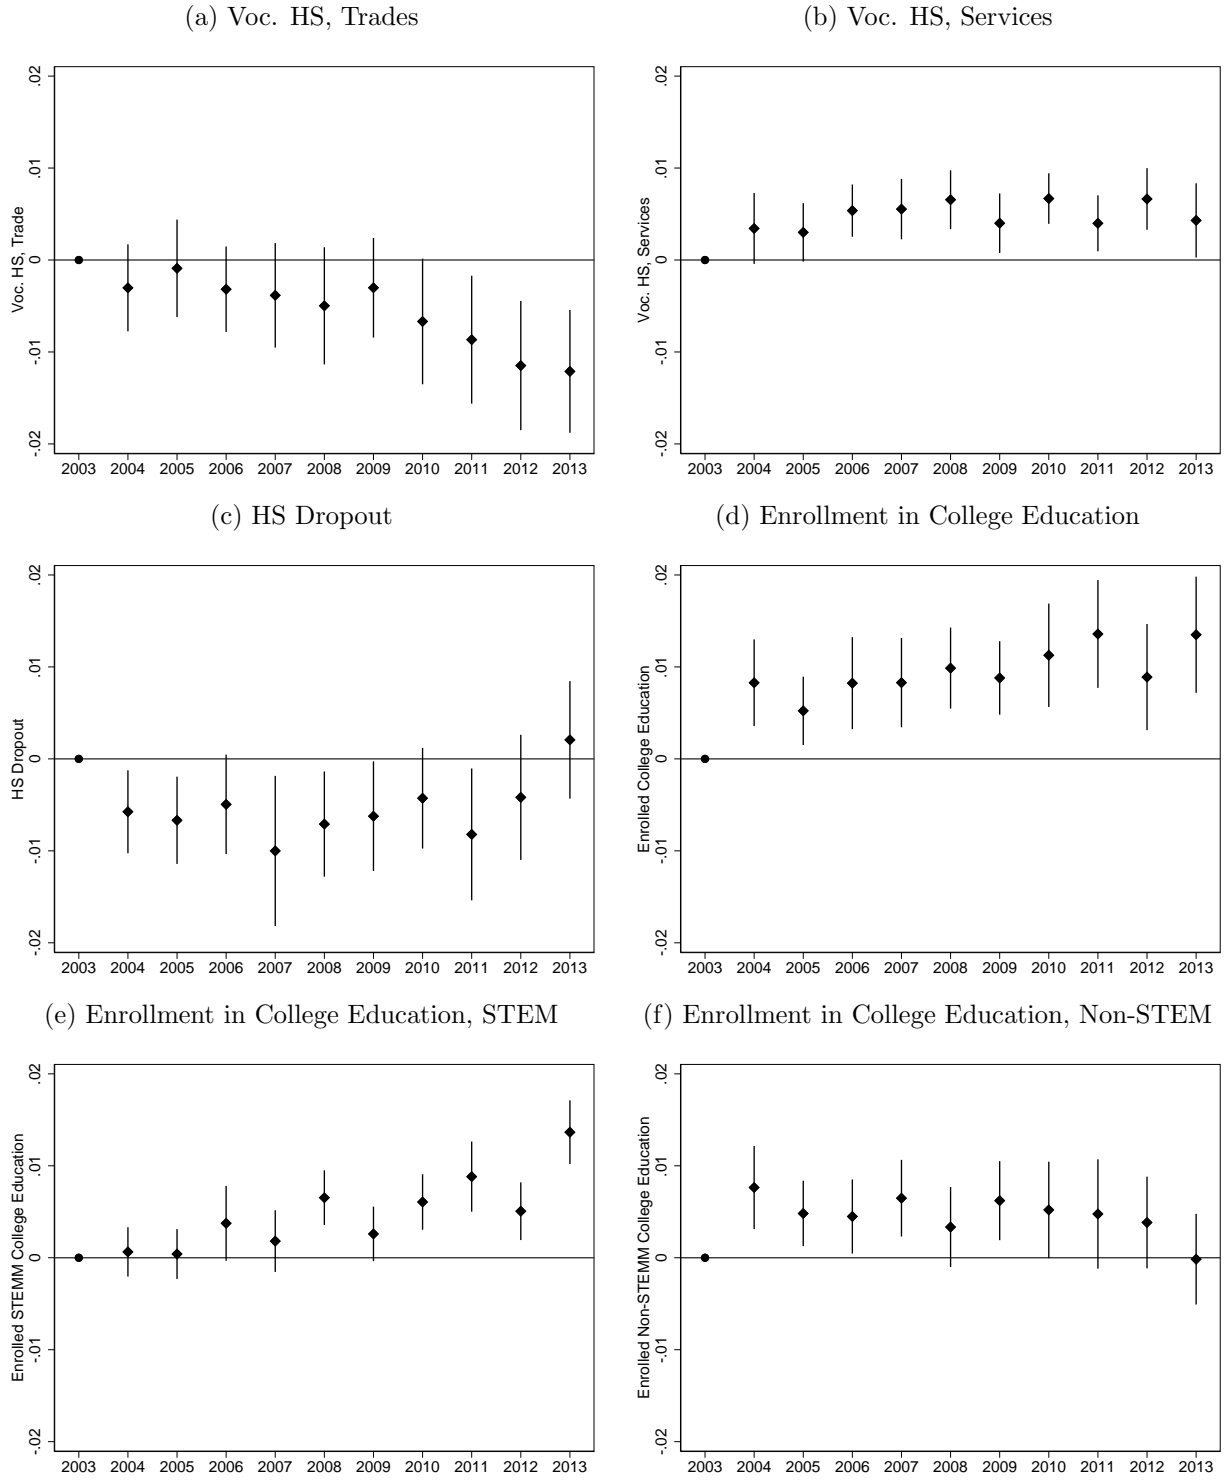 (a) Voc. HS, Trades
Voc. HS, Trade
.02
.01
0
-.01
-.02
2003 2004 2005 2006 2007 2008 2009 2010 2011 2012 2013
(b) Voc. HS, Services
Voc. HS, Services
.02
.01
0
-.01
-.02
2003 2004 2005 2006 2007 2008 2009 2010 2011 2012 2013
(c) HS Dropout
HS Dropout
.02
.01
0
-.01
-.02
2003 2004 2005 2006 2007 2008 2009 2010 2011 2012 2013
(d) Enrollment in College Education
Enrolled College Education
.02
.01
0
-.01
-.02
2003 2004 2005 2006 2007 2008 2009 2010 2011 2012 2013
(e) Enrollment in College Education, STEM
Enrolled STEMM College Education
.02
.01
0
-.01
-.02
2003 2004 2005 2006 2007 2008 2009 2010 2011 2012 2013
(f) Enrollment in College Education, Non-STEM
Enrolled Non-STEMM College Education
.02
.01
0
-.01
-.02
2003 2004 2005 2006 2007 2008 2009 2010 2011 2012 2013